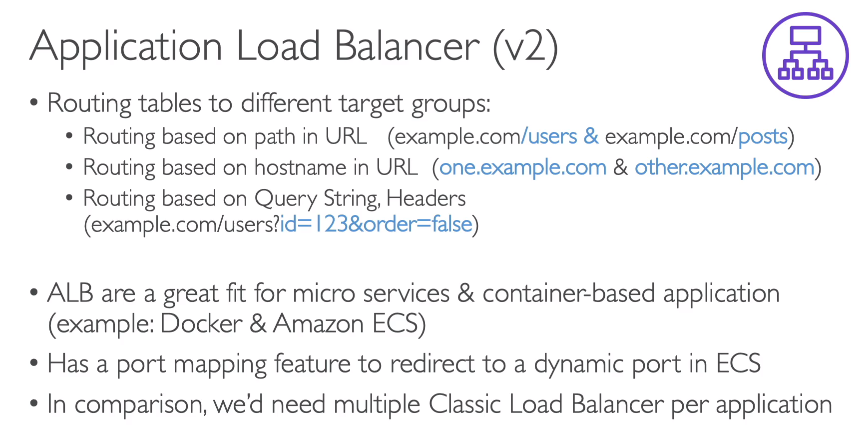 Application Load Balancer (v2)
• Routing tables to different target groups:
• Routing based on path in URL (example.com/users & example.com/posts)
• Routing based on hostname in URL (one.example.com & other.example.com)
• Routing based on Query String, Headers
(example.com/users?id=123&order=false)
• ALB are a great fit for micro services & container-based application
(example: Docker & Amazon ECS)
• Has a port mapping feature to redirect to a dynamic port in ECS
• In comparison, we'd need multiple Classic Load Balancer per application